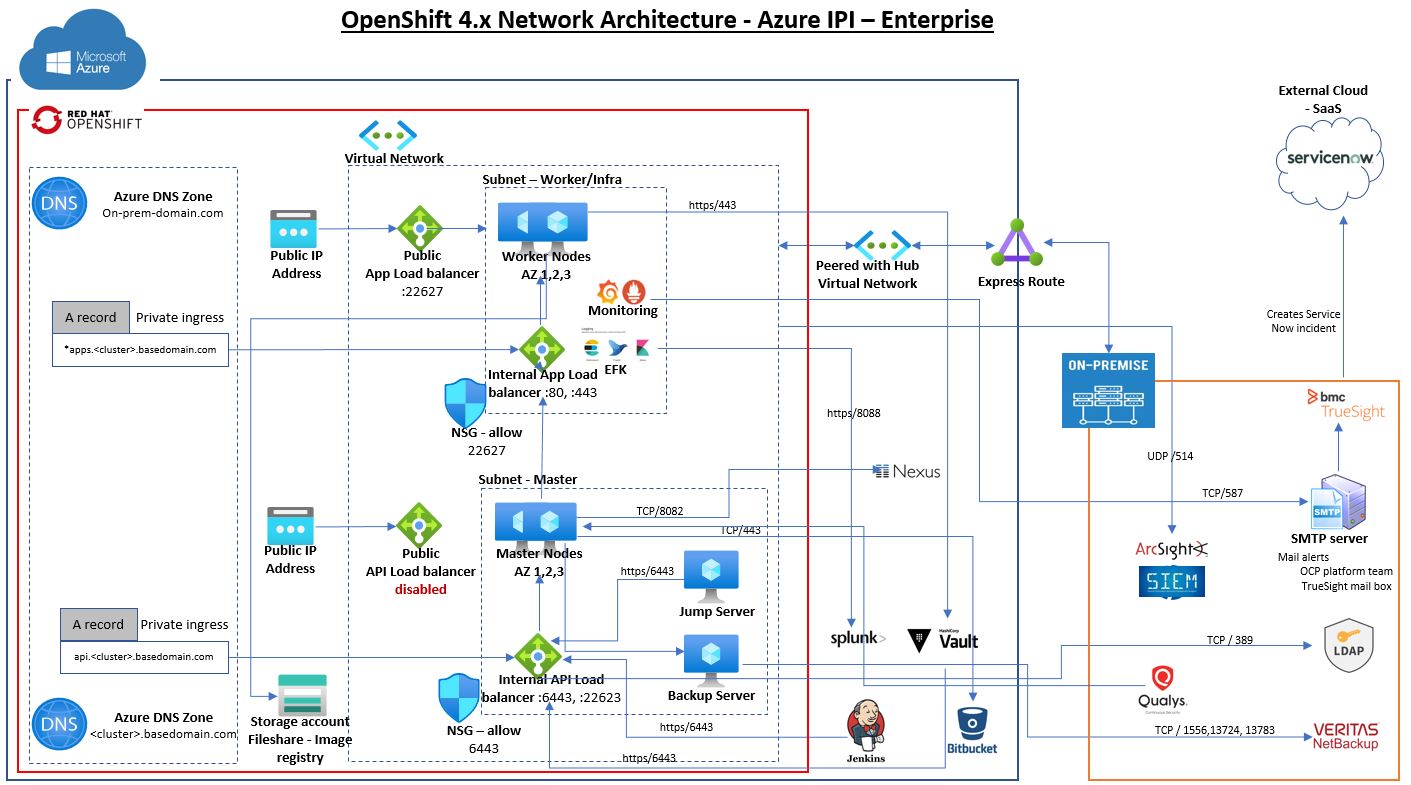 OpenShift 4.x Network Architecture - Azure IPI – Enterprise
Microsoft
Azure
RED HAT
OPENSHIFT
External Cloud
- SaaS
servicenow
Virtual Network
Subnet – Worker/Infra
DNS
Azure DNS Zone
On-prem-domain.com
Public IP
Address
Public
App Load balancer
:22627
Worker Nodes
AZ 1,2,3
https/443
Peered with Hub
Virtual Network
Express Route
Monitoring
Creates Service
Now incident
A record
Private ingress
*apps.<cluster>.basedomain.com
Logging
EFK
Internal App Load
balancer :80, :443
ON-PREMISE
bmc
TrueSight
NSG - allow
22627
https/8088
UDP /514
Nexus
Subnet - Master
TCP/8082
TCP/443
TCP/587
SMTP
SMTP server
Mail alerts
OCP platform team
TrueSight mail box
Public IP
Address
Public
API Load balancer
disabled
Master Nodes
AZ 1,2,3
ArcSight
SIEM
https/6443
Jump Server
A record
Private ingress
api.<cluster>.basedomain.com
splunk>
HashiCorp
Vault
TCP / 389
LDAP
Internal API Load
balancer :6443, :22623
Backup Server
Qualys.
Continuous Security
DNS
Azure DNS Zone
<cluster>.basedomain.com
Storage account
Fileshare - Image
registry
NSG – allow
6443
https/6443
https/6443
Jenkins
Bitbucket
TCP / 1556,13724, 13783
VERITAS
NetBackup